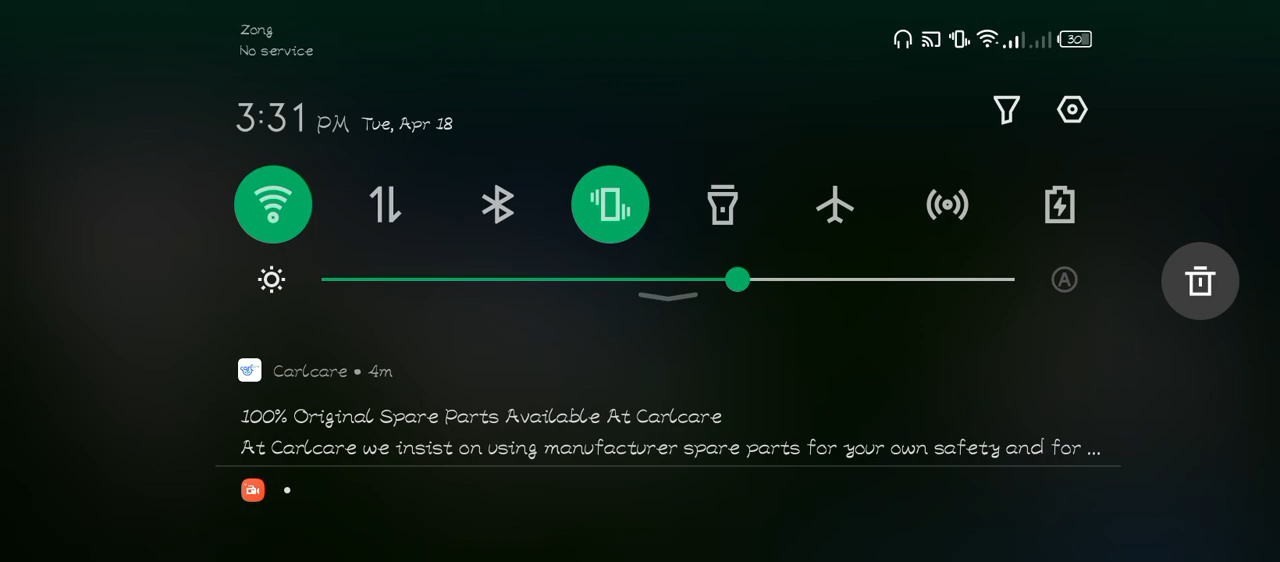 Zong
No service
30
3:31 PM Tue, Apr 18
A
Carlcare • 4m
100% Original Spare Parts Available At Carlcare
At Carlcare we insist on using manufacturer spare parts for your own safety and for ...